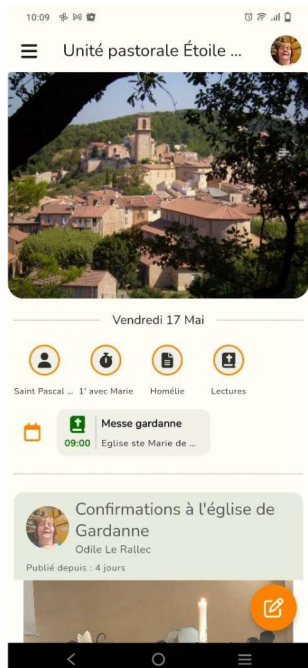 10:09
Unité pastorale Étoile ...
Vendredi 17 Mai
Saint Pascal ...
1' avec Marie
Homélie
Lectures
Messe gardanne
09:00 Eglise ste Marie de ...
Confirmations à l'église de
Gardanne
Odile Le Rallec
Publié depuis : 4 jours